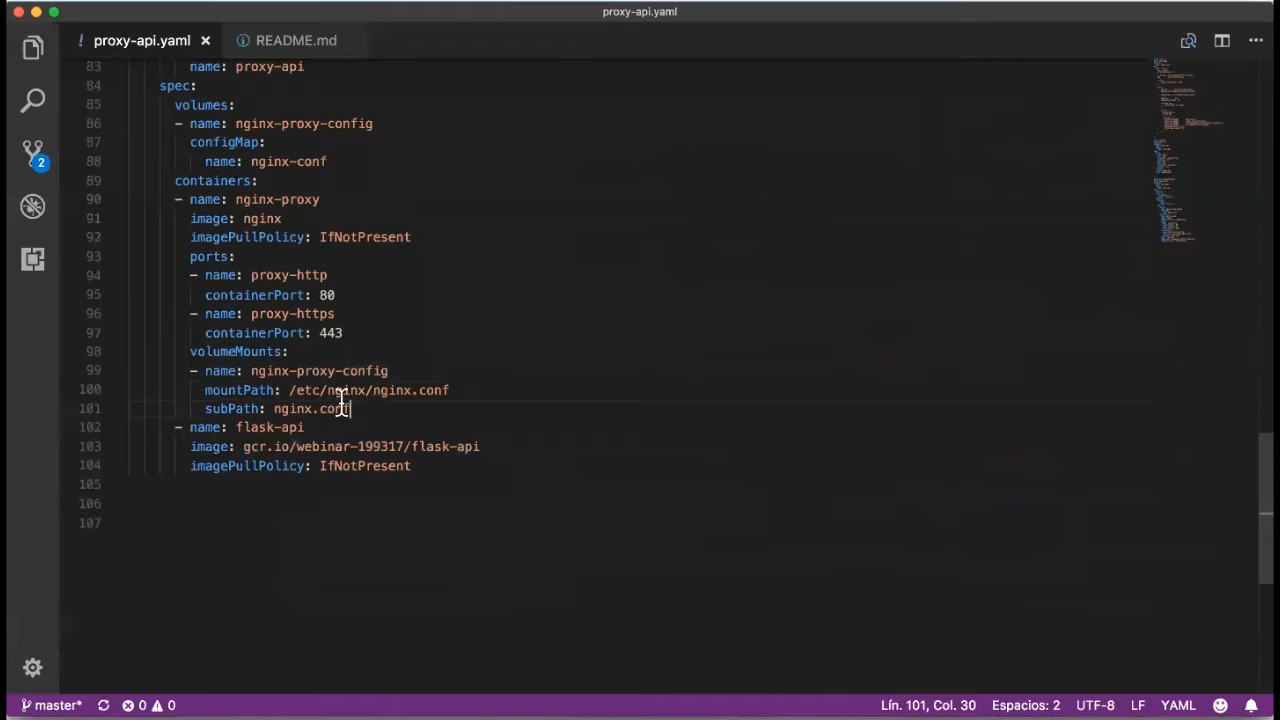 proxy-api.yaml
! proxy-api.yaml × README.md
83 name: proxy-api
84 spec:
85 volumes:
86 - name: nginx-proxy-config
87 configMap:
88 name: nginx-conf
89 containers:
90 - name: nginx-proxy
91 image: nginx
92 imagePullPolicy: IfNotPresent
93 ports:
94 - name: proxy-http
95 containerPort: 80
96 - name: proxy-https
97 containerPort: 443
98 volumeMounts:
99 - name: nginx-proxy-config
100 mountPath: /etc/nginx/nginx.conf
101 subPath: nginx.conf
102 - name: flask-api
103 image: gcr.io/webinar-199317/flask-api
104 imagePullPolicy: IfNotPresent
105
106
107
2
master* 0 0 Lín. 101, Col. 30 Espacios: 2 UTF-8 LF YAML